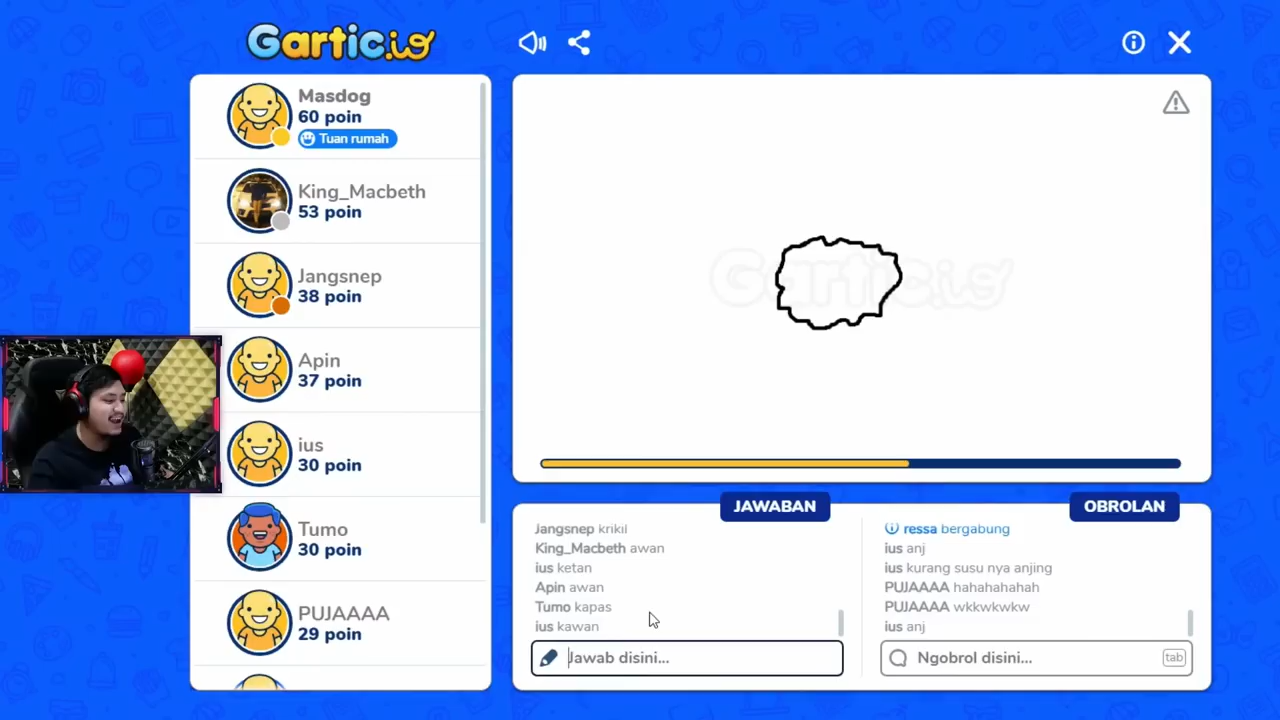 Gartic.io
Masdog
60 poin
Tuan rumah
King_Macbeth
53 poin
Jangsnep
38 poin
Apin
37 poin
ius
30 poin
Tumo
30 poin
PUJAAAA
29 poin
Gartic.io
JAWABAN
Jangsnep krikil
King_Macbeth awan
ius ketan
Apin awan
Tumo kapas
ius kawan
Jawab disini...
OBROLAN
ressa bergabung
ius anj
ius kurang susu nya anjing
PUJAAAA hahahahahah
PUJAAAA wkkwkwkw
ius anj
Ngobrol disini...
tab